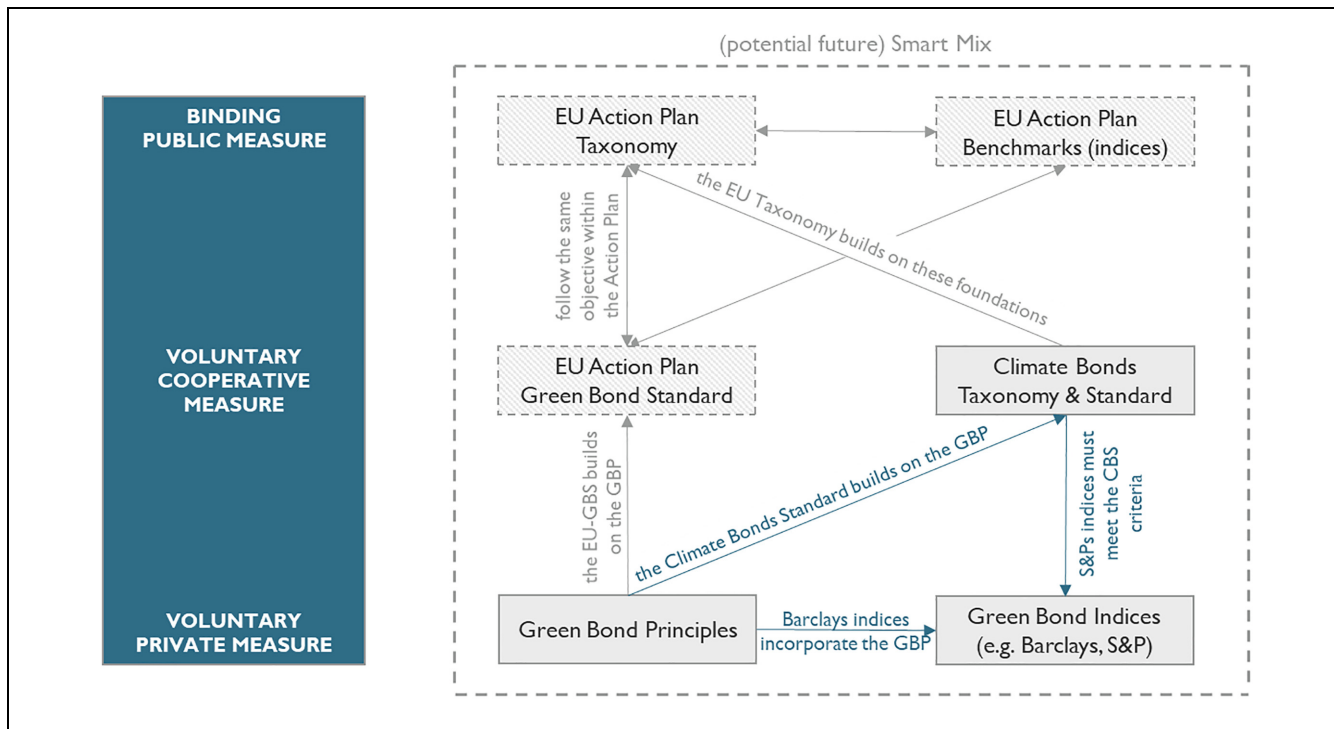 (potential future) Smart Mix
BINDING
PUBLIC MEASURE
EU Action Plan
Taxonomy
EU Action Plan
Benchmarks (indices)
follow the same
objective within
the Action Plan
the EU Taxonomy builds on these foundations
VOLUNTARY
COOPERATIVE
MEASURE
EU Action Plan
Green Bond Standard
Climate Bonds
Taxonomy & Standard
the EU-GBS builds
on the GBP
the Climate Bonds Standard builds on the GBP
S&Ps indices must
meet the CBS
criteria
VOLUNTARY
PRIVATE MEASURE
Green Bond Principles
Barclays indices
incorporate the GBP
Green Bond Indices
(e.g. Barclays, S&P)